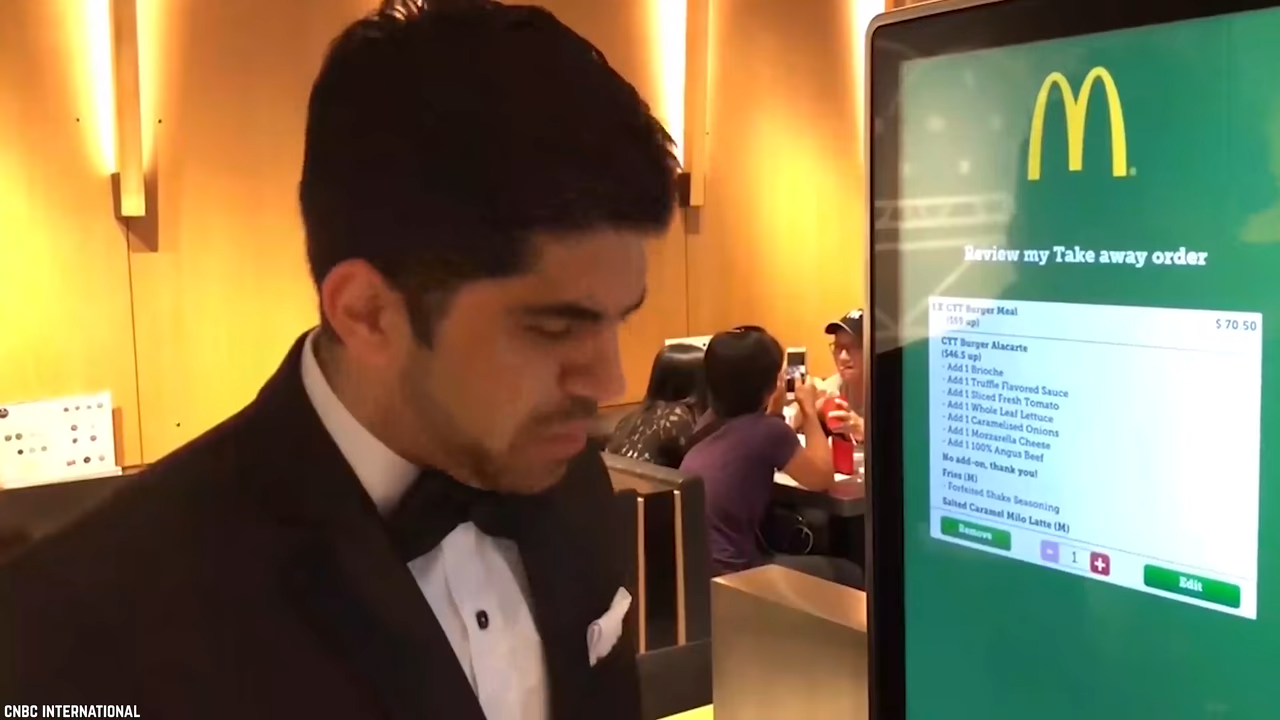 M
Review my Take away order
1 X CYT Burger Meal
$ 70.50
($59 up)
CYT Burger Alacarte
($46.5 up)
- Add 1 Brioche
- Add 1 Truffle Flavored Sauce
- Add 1 Sliced Fresh Tomato
- Add 1 Whole Leaf Lettuce
- Add 1 Caramelised Onions
- Add 1 Mozzarella Cheese
- Add 1 100% Angus Beef
No add-on, thank you!
Fries (M)
- Forfeited Shake Seasoning
Salted Caramel Milo Latte (M)
Remove
- 1 +
Edit
CNBC INTERNATIONAL